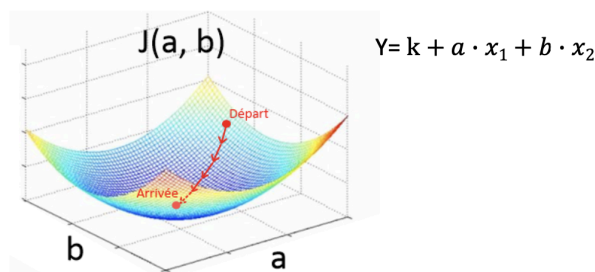 J(a, b)
Y= k + a · x₁ + b · x₂
Départ
Arrivée
b
a